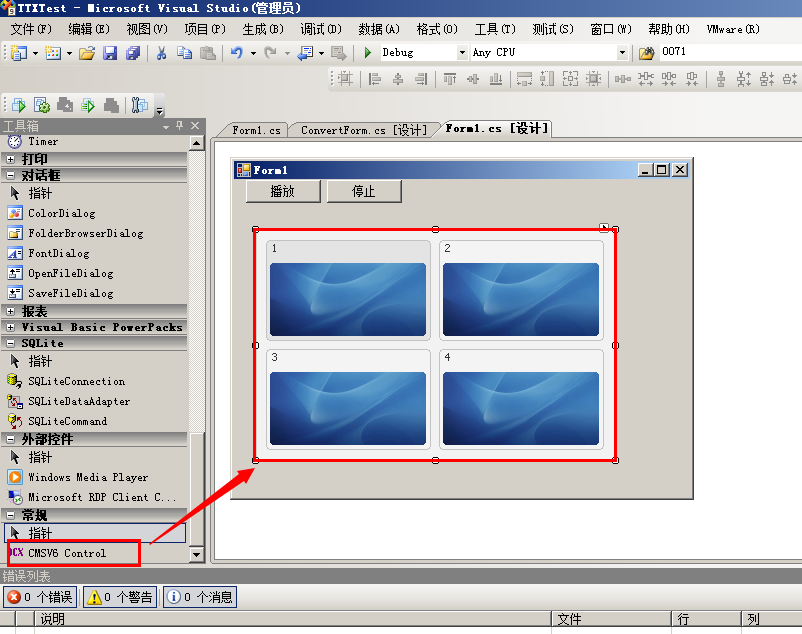 TTXTest - Microsoft Visual Studio(管理员)
文件(F) 编辑(E) 视图(V) 项目(P) 生成(B) 调试(D) 数据(A) 格式(O) 工具(T) 测试(S) 窗口(W) 帮助(H) VMware(R)
Debug Any CPU 0071
工具箱
Form1.cs ConvertForm.cs [设计] Form1.cs [设计]
Timer
打印
对话框
指针
ColorDialog
FolderBrowserDialog
FontDialog
OpenFileDialog
SaveFileDialog
报表
Visual Basic PowerPacks
SQLite
指针
SQLiteConnection
SQLiteDataAdapter
SQLiteCommand
外部控件
指针
Windows Media Player
Microsoft RDP Client C...
常规
指针
OCX CMSV6 Control
Form1
播放 停止
1 2
3 4
错误列表
0 个错误 0 个警告 0 个消息
说明 文件 行 列